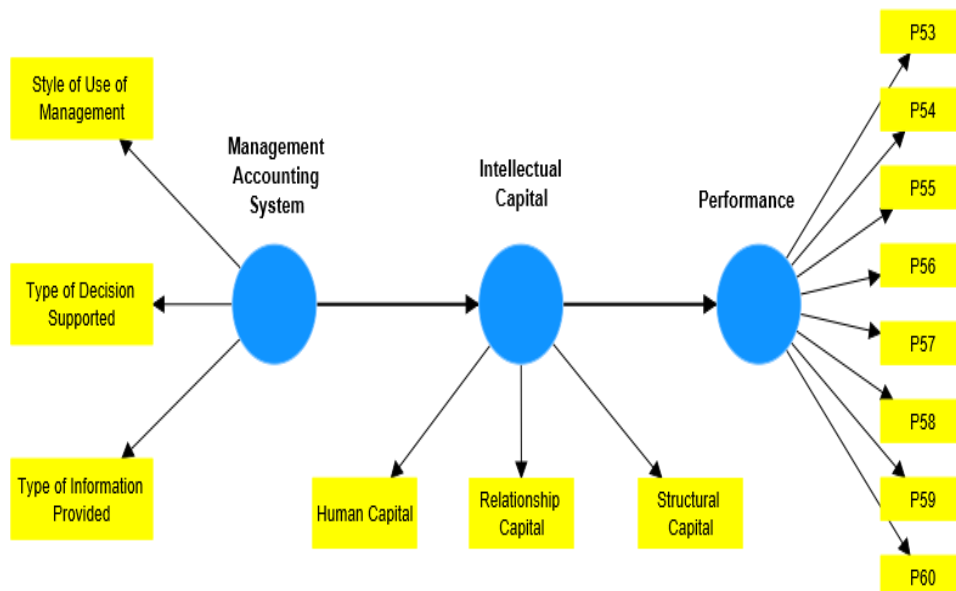 Style of Use of
Management
Type of Decision
Supported
Type of Information
Provided
Management
Accounting
System
Intellectual
Capital
Performance
Human Capital
Relationship
Capital
Structural
Capital
P53
P54
P55
P56
P57
P58
P59
P60